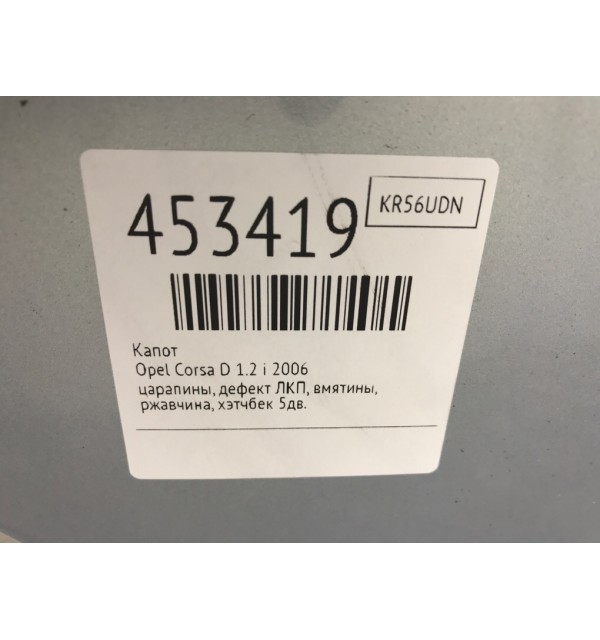 453419
KR56UDN
Капот
Opel Corsa D 1.2 i 2006
царапины, дефект ЛКП, вмятины,
ржавчина, хэтчбек 5дв.